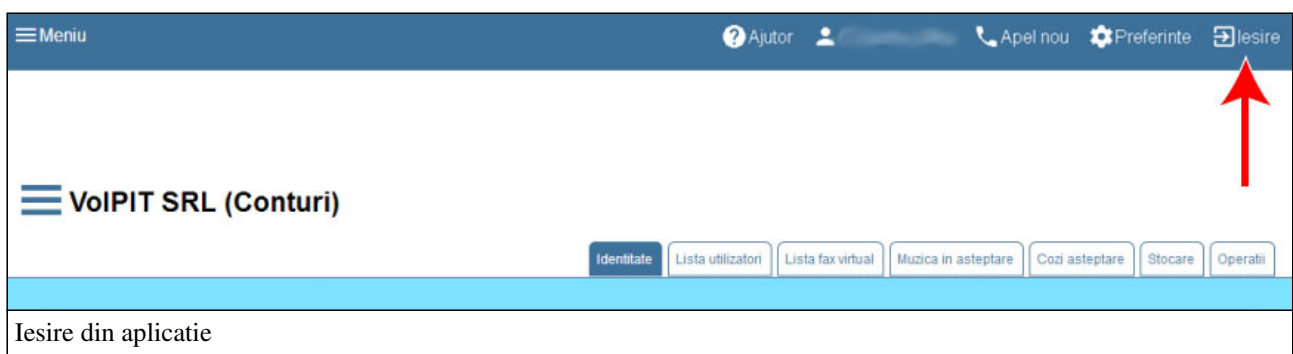 Meniu Ajutor Apel nou Preferinte Iesire
VoIPIT SRL (Conturi)
Identitate Lista utilizatori Lista fax virtual Muzica in asteptare Cozi asteptare Stocare Operatii
Iesire din aplicatie